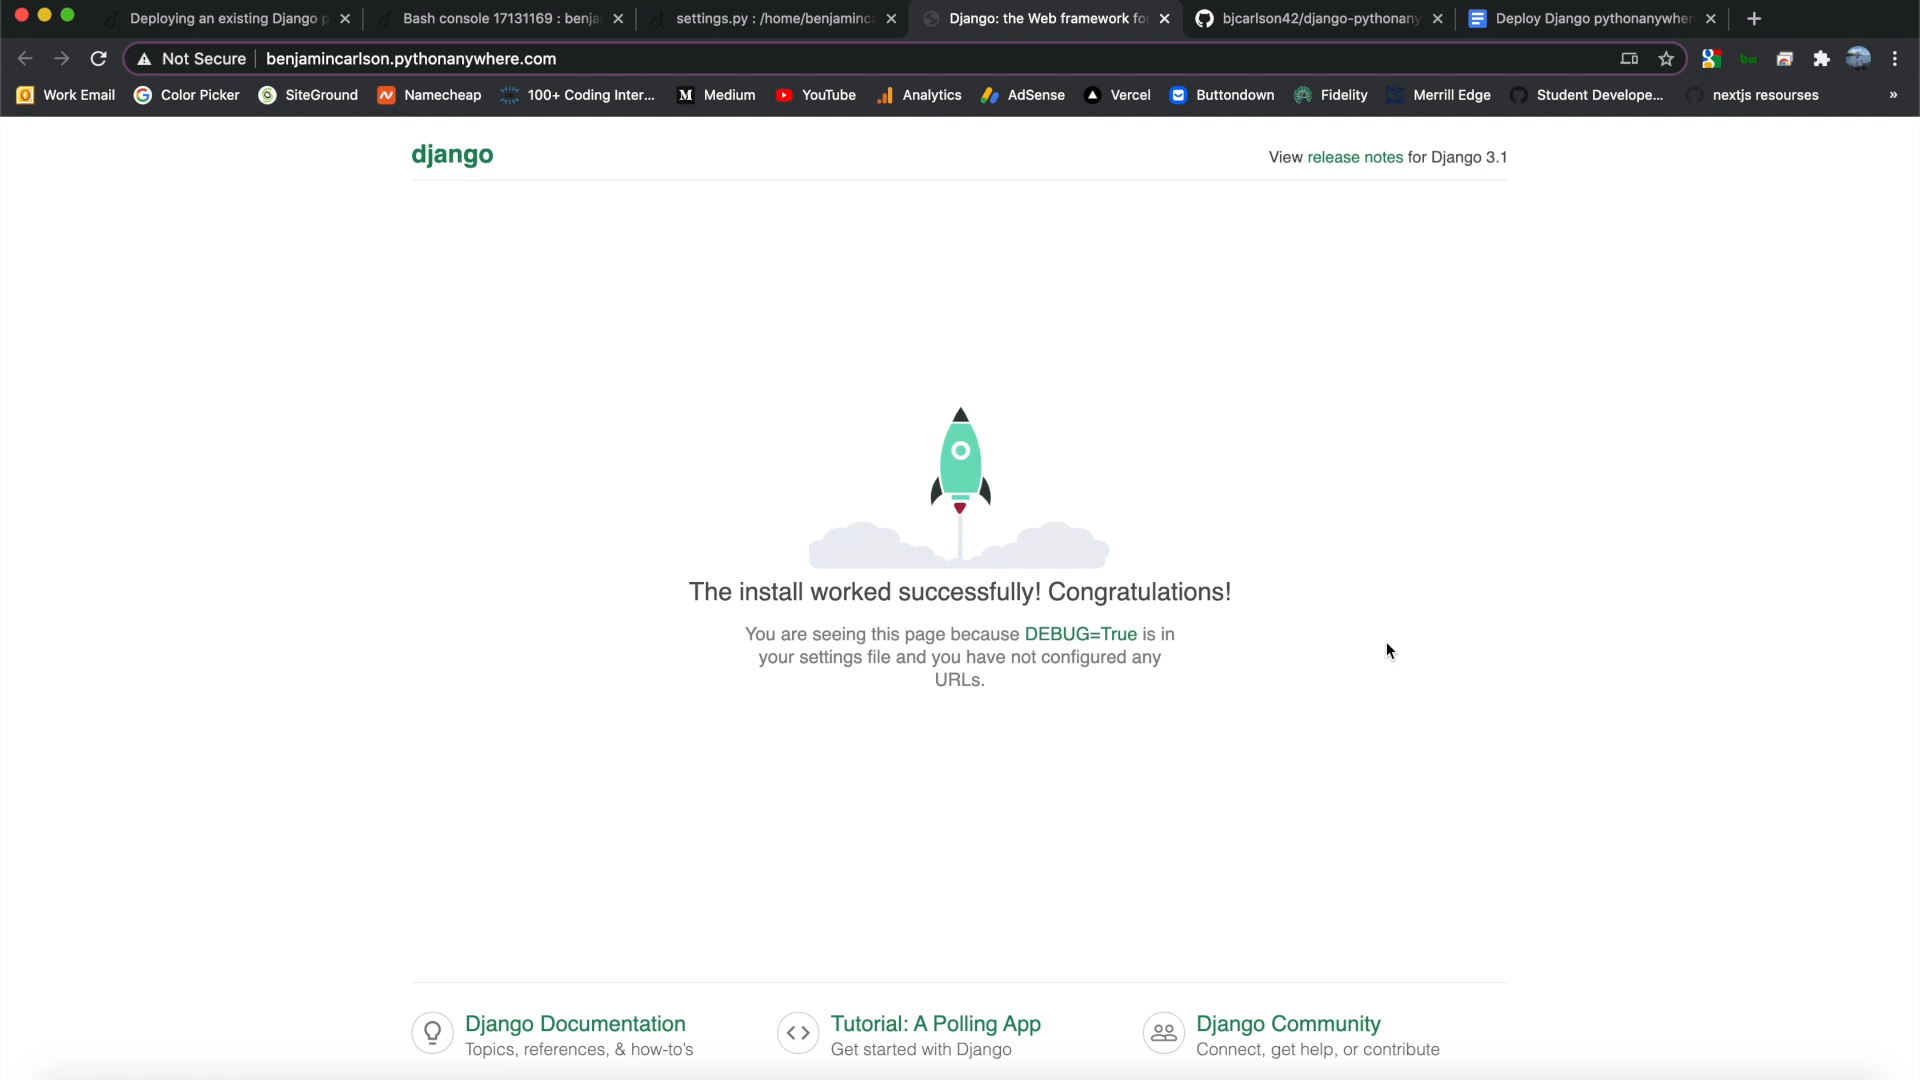 Deploying an existing Django p
Bash console 17131169 : benja
settings.py : /home/benjaminca
Django: the Web framework for
bjcarlson42/django-pythonany
Deploy Django pythonanywher
Not Secure
benjamincarlson.pythonanywhere.com
Work Email
Color Picker
SiteGround
Namecheap
100+ Coding Inter...
Medium
YouTube
Analytics
AdSense
Vercel
Buttondown
Fidelity
Merrill Edge
Student Develope...
nextjs resourses
»
django
View release notes for Django 3.1
The install worked successfully! Congratulations!
You are seeing this page because DEBUG=True is in
your settings file and you have not configured any
URLs.
Django Documentation
Topics, references, & how-to's
Tutorial: A Polling App
Get started with Django
Django Community
Connect, get help, or contribute